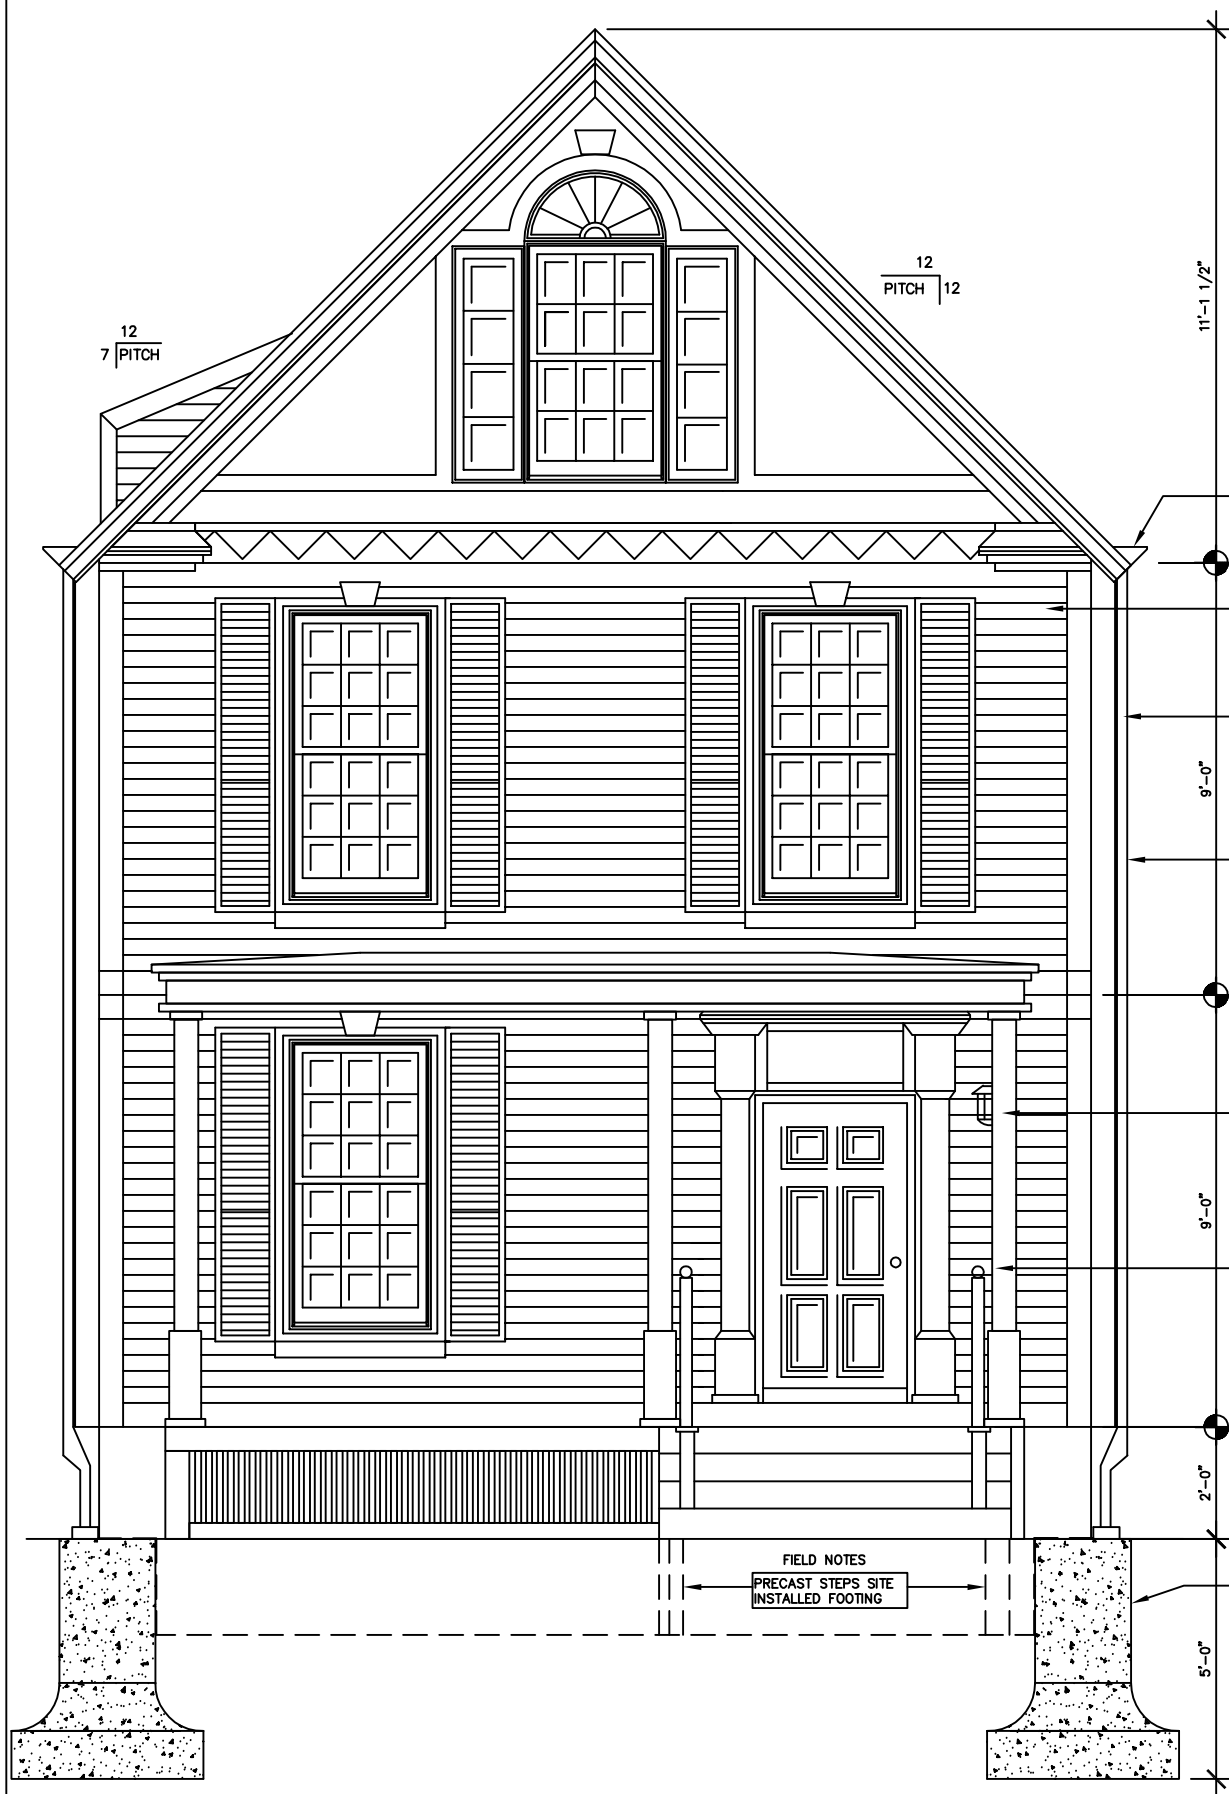 12
PITCH 12
11'-1 1/2"
12
7 PITCH
9'-0"
9'-0"
2'-0"
FIELD NOTES
PRECAST STEPS SITE
INSTALLED FOOTING
5'-0"